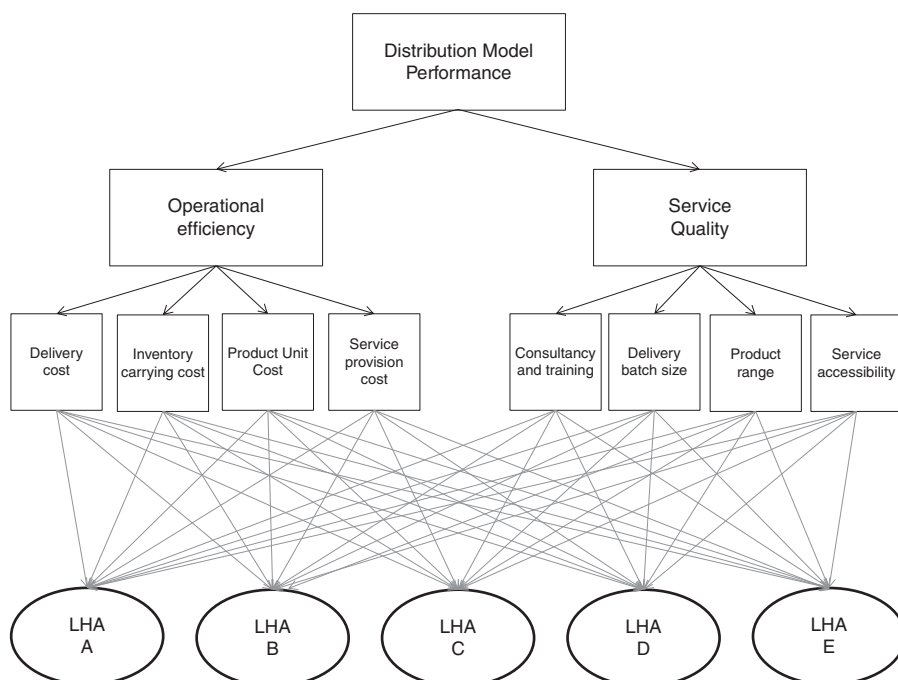 Distribution Model
Performance
Operational
efficiency
Service
Quality
Delivery
cost
Inventory
carrying cost
Product Unit
Cost
Service
provision
cost
Consultancy
and training
Delivery
batch size
Product
range
Service
accessibility
LHA
A
LHA
B
LHA
C
LHA
D
LHA
E